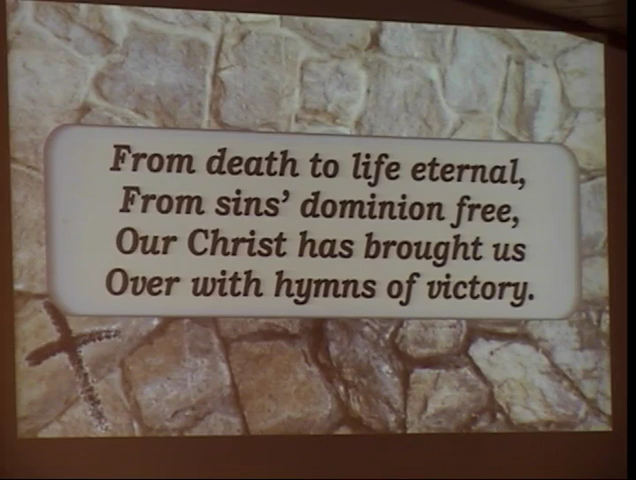 From death to life eternal,
From sins’ dominion free,
Our Christ has brought us
Over with hymns of victory.